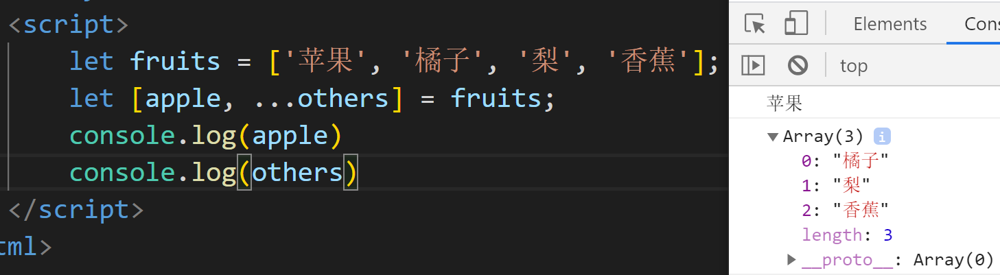 <script>
let fruits = ['苹果', '橘子', '梨', '香蕉'];
let [apple, ...others] = fruits;
console.log(apple)
console.log(others)
</script>
tml>
Elements
Cons
top
苹果
Array(3) i
0: "橘子"
1: "梨"
2: "香蕉"
length: 3
__proto__: Array(0)